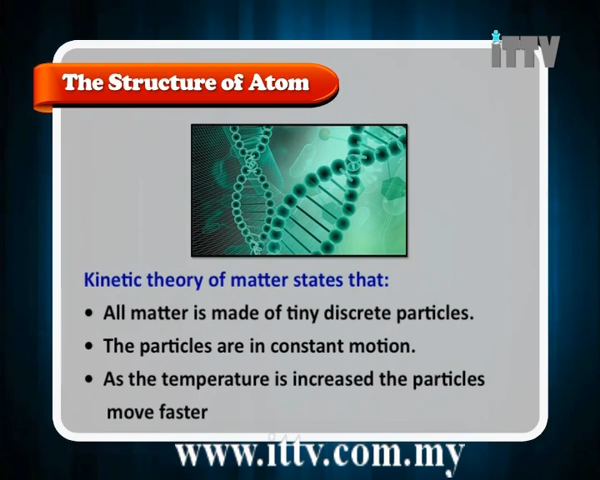 iTTV
The Structure of Atom
Kinetic theory of matter states that:
• All matter is made of tiny discrete particles.
• The particles are in constant motion.
• As the temperature is increased the particles
move faster
www.ittv.com.my